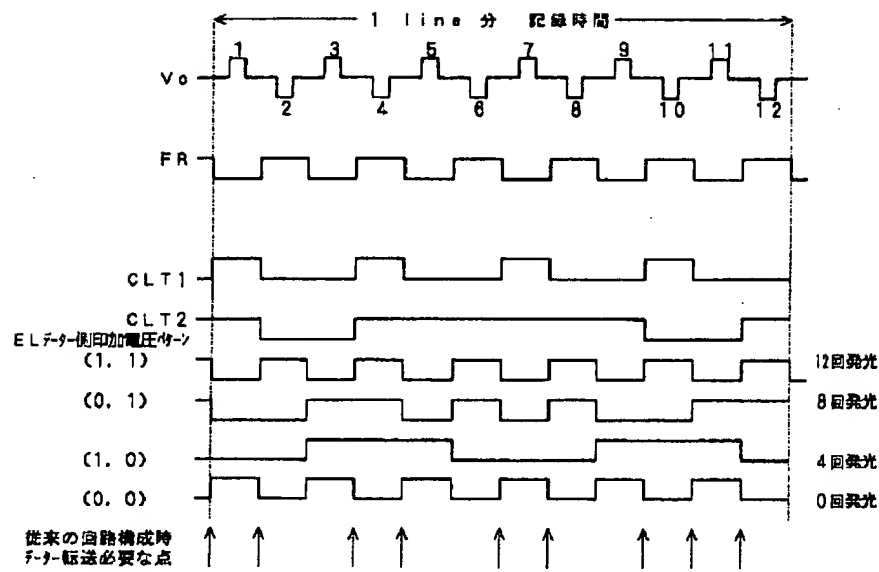 1 line 分 記録時間
1 3 5 7 9 11
Vo
2 4 6 8 10 12
FR
CLT1
CLT2
ELデーター側印加電圧パターン
(1, 1) 12回発光
(0, 1) 8回発光
(1, 0) 4回発光
(0, 0) 0回発光
従来の回路構成時
データー転送必要な点